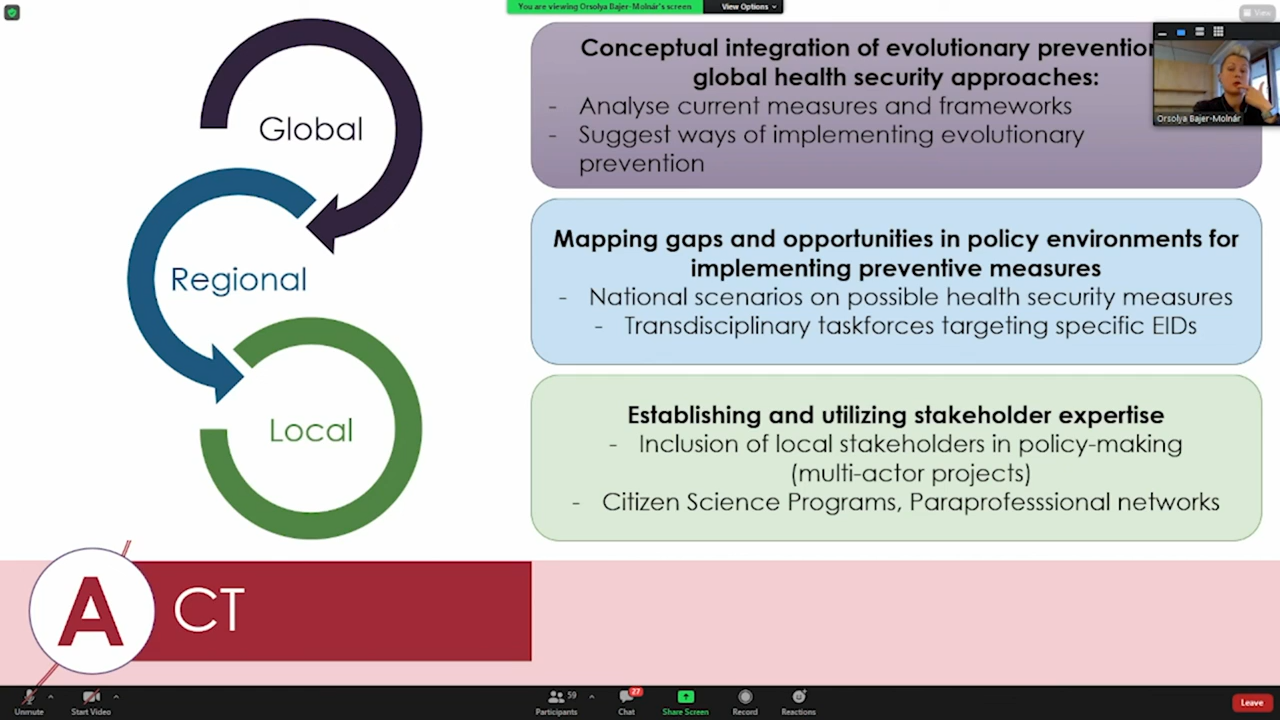 You are viewing Orsolya Bajer-Molnár's screen
View Options
View
Global
Regional
Local
Conceptual integration of evolutionary prevention
global health security approaches:
- Analyse current measures and frameworks
- Suggest ways of implementing evolutionary
prevention
Orsolya Bajer-Molnár
Mapping gaps and opportunities in policy environments for
implementing preventive measures
- National scenarios on possible health security measures
- Transdisciplinary taskforces targeting specific EIDs
Establishing and utilizing stakeholder expertise
- Inclusion of local stakeholders in policy-making
(multi-actor projects)
- Citizen Science Programs, Paraprofesssional networks
A CT
Unmute
Start Video
59
Participants
27
Chat
Share Screen
Record
Reactions
Leave